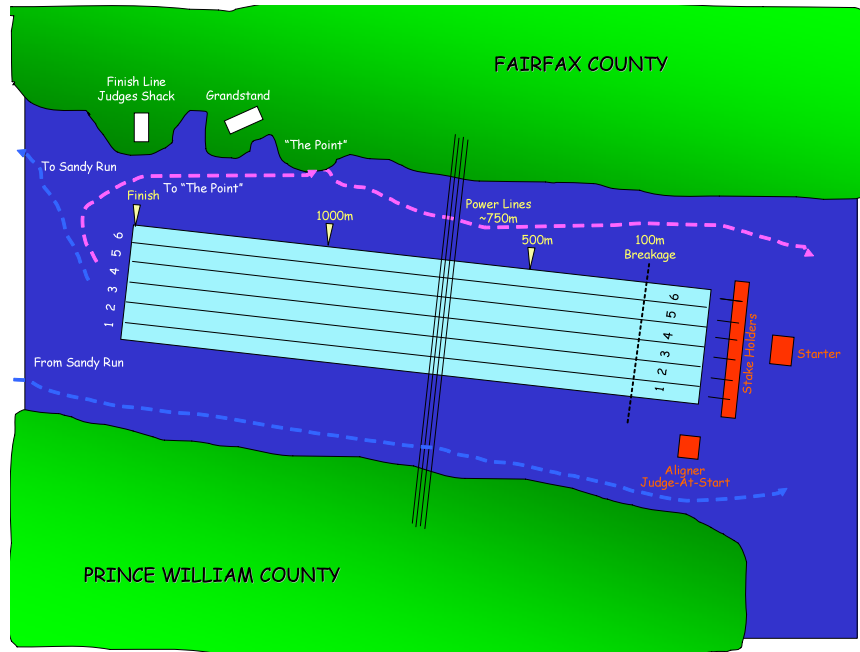 FAIRFAX COUNTY
Finish Line
Judges Shack
Grandstand
“The Point”
To Sandy Run
To “The Point”
Finish
1000m
Power Lines
~750m
500m
100m
Breakage
6
5
4
3
2
1
6
5
4
3
2
1
Stake Holders
Starter
From Sandy Run
Aligner
Judge-At-Start
PRINCE WILLIAM COUNTY